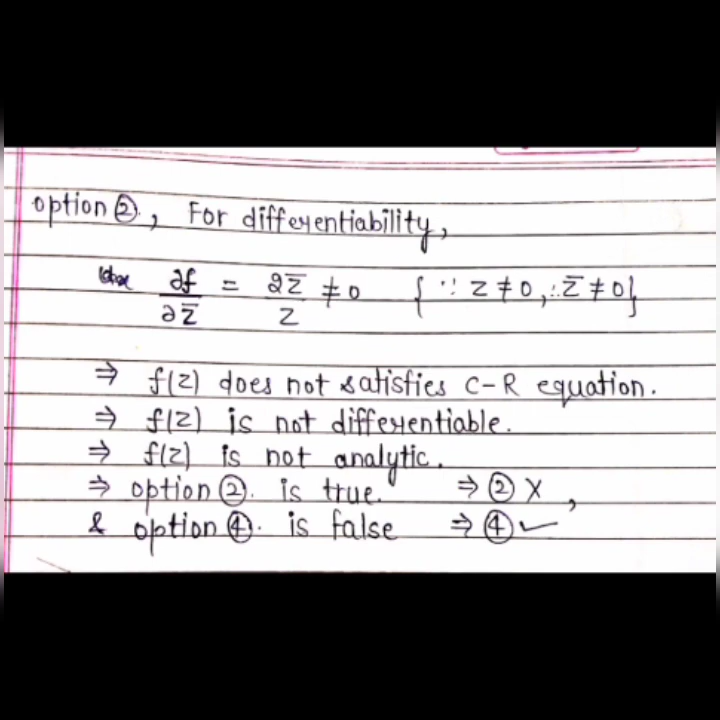 option ②, For differentiability,
∂f/∂z̄ = 2z̄/z ≠ 0 {∵ z ≠ 0, ∴ z̄ ≠ 0}
⇒ f(z) does not satisfies C-R equation.
⇒ f(z) is not differentiable.
⇒ f(z) is not analytic.
⇒ option ②. is true. ⇒ ② X ,
& option ④. is false ⇒ ④ ✓